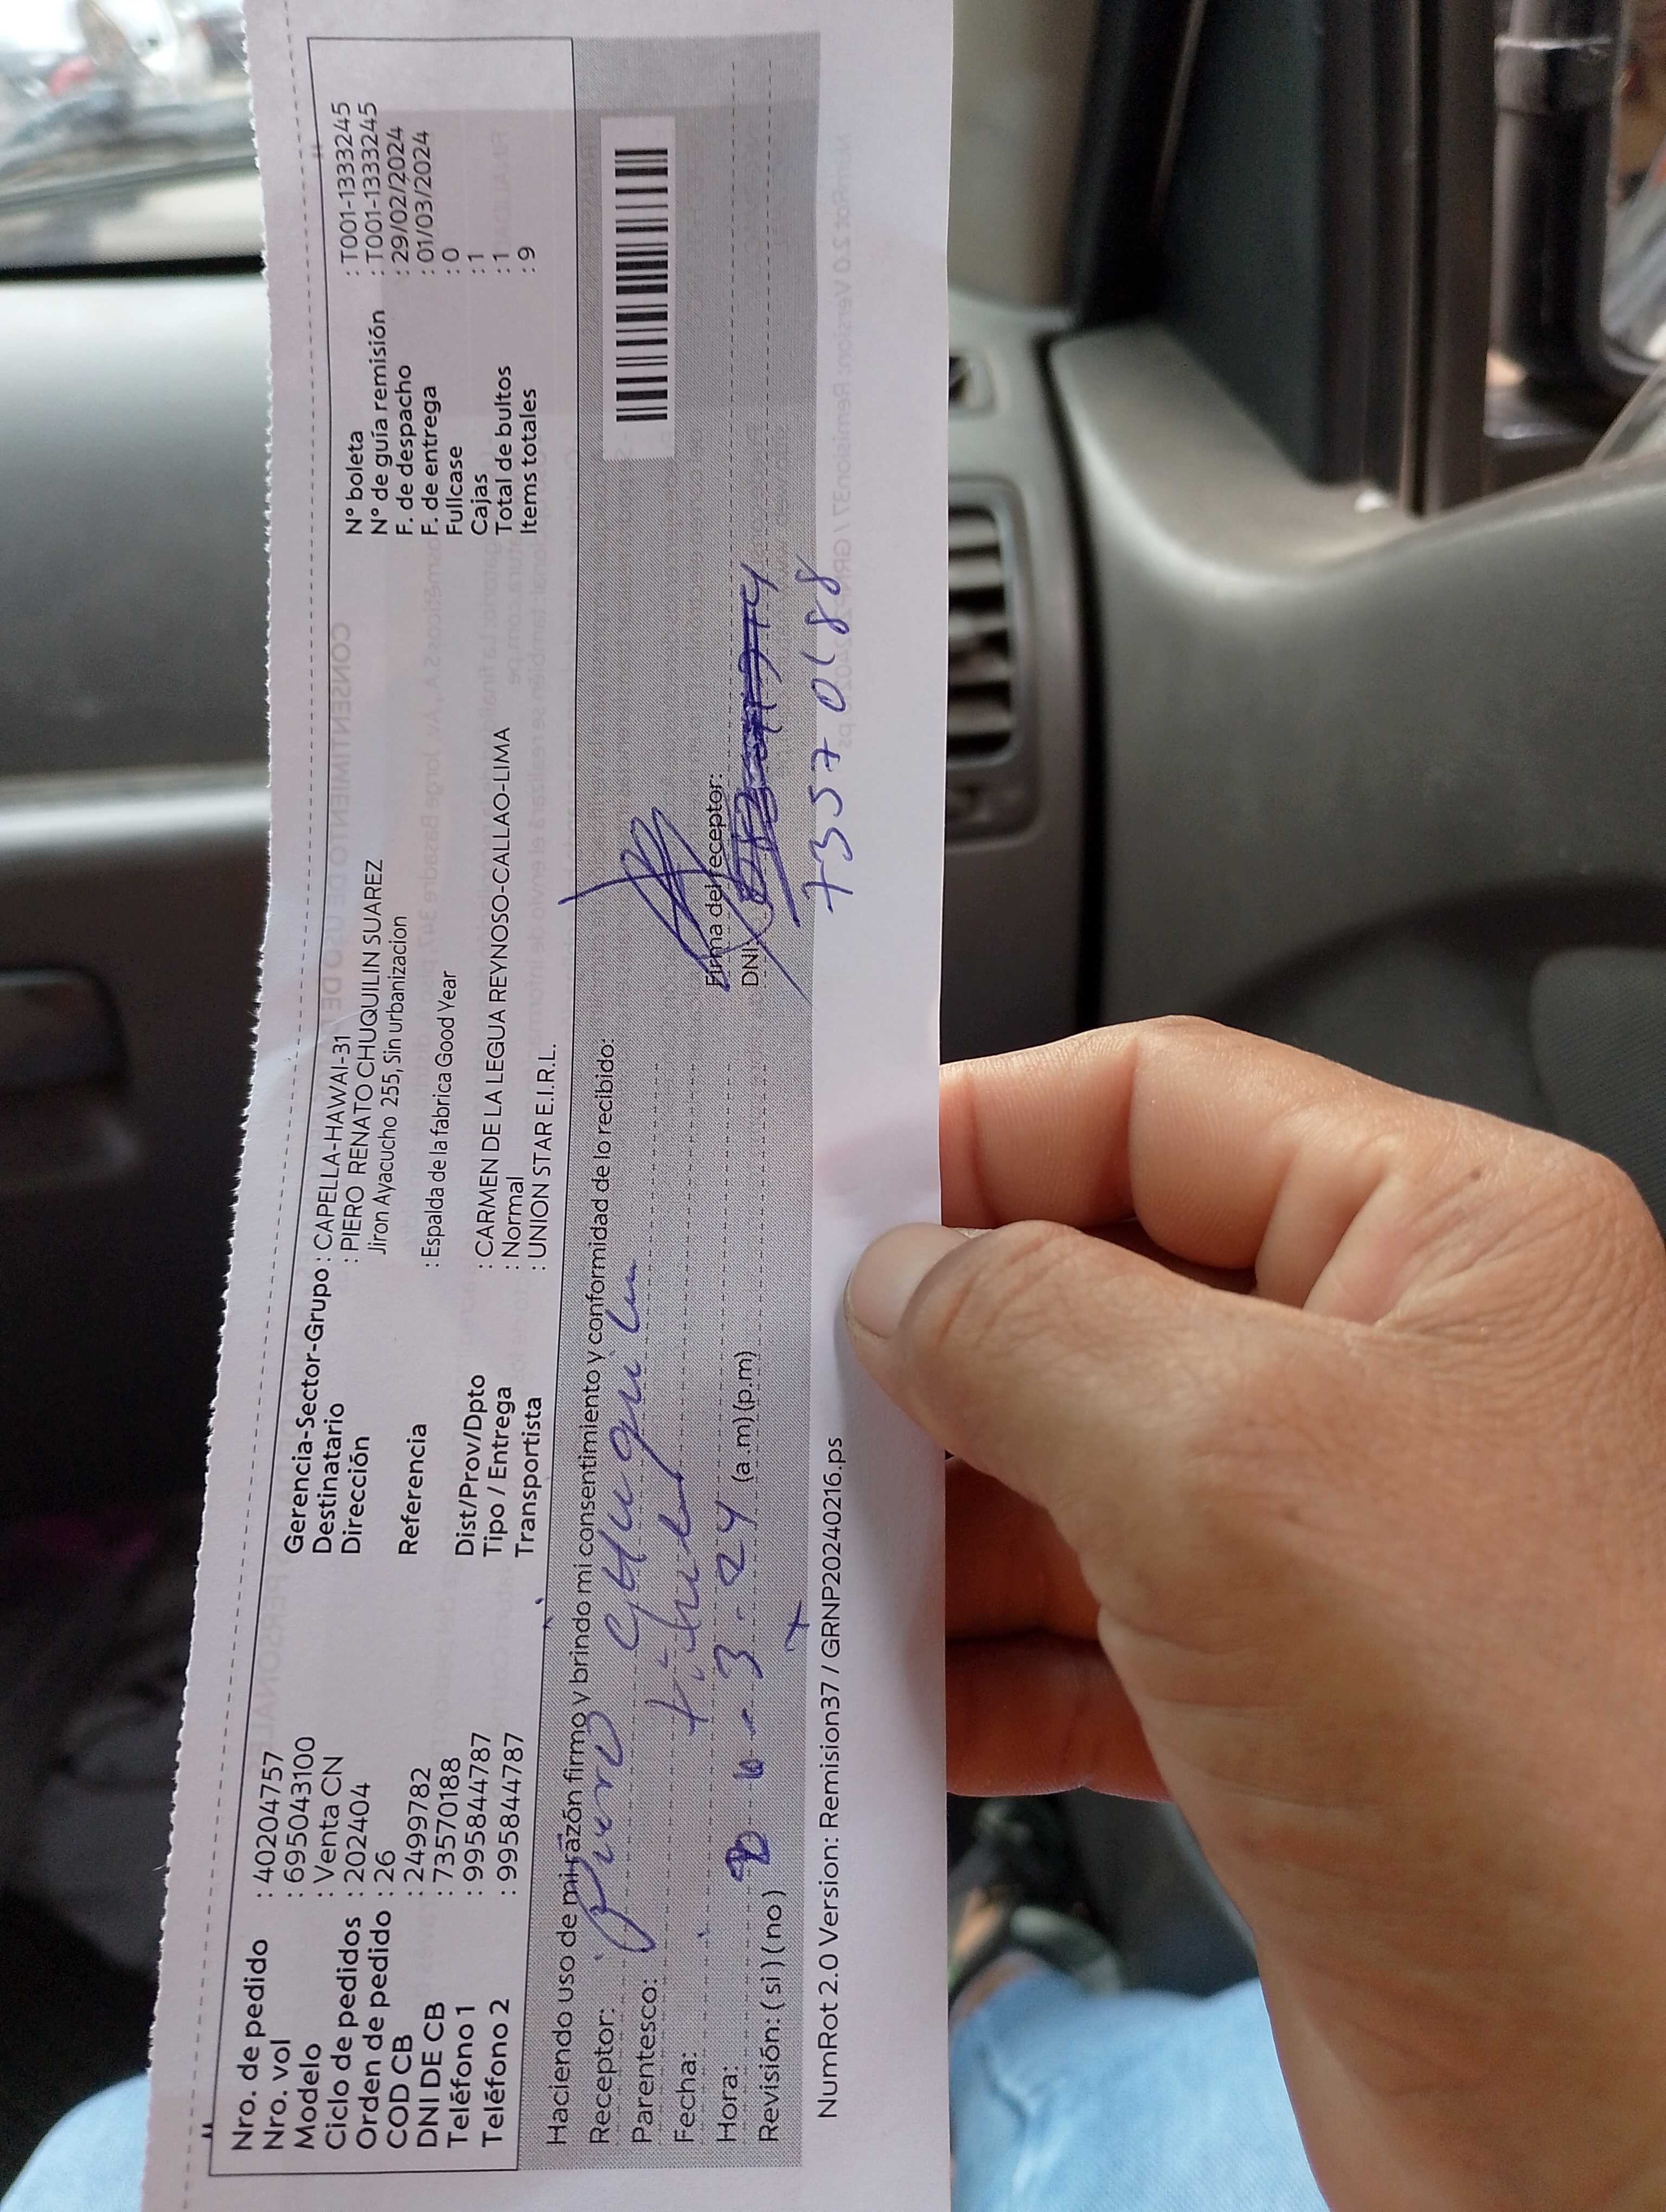 Nro. de pedido : 402044757
Nro. vol : 695043100
Modelo : Venta CN
Ciclo de pedidos : 202404
Orden de pedido : 26
COD CB : 2499782
DNI DE CB : 73570188
Teléfono 1 : 995844787
Teléfono 2 : 995844787
Gerencia-Sector-Grupo : CAPELLA-HAWAI-31
Destinatario : PIERO RENATO CHUQUILIN SUAREZ
Dirección Jiron Ayacucho 255, Sin urbanizacion
Referencia : Espalda de la fabrica Good Year
Dist/Prov/Dpto : CARMEN DE LA LEGUA REYNOSO-CALLAO-LIMA
Tipo / Entrega : Normal
Transportista : UNION STAR E.I.R.L.
N° boleta : T001-1333245
N° de guía remisión : T001-1333245
F. de despacho : 29/02/2024
F. de entrega : 01/03/2024
Fullcase : 0
Cajas : 1
Total de bultos : 1
Items totales : 9
Haciendo uso de mi razón firmo y brindo mi consentimiento y conformidad de lo recibido:
Receptor: Piero Chuquilin
Parentesco:
Fecha: 3-24
Hora: (a.m) (p.m)
Revisión: ( si ) ( no )
Firma del receptor:
DNI:
73570188
NumRot 2.0 Version: Remision37 / GRNP20240216.ps